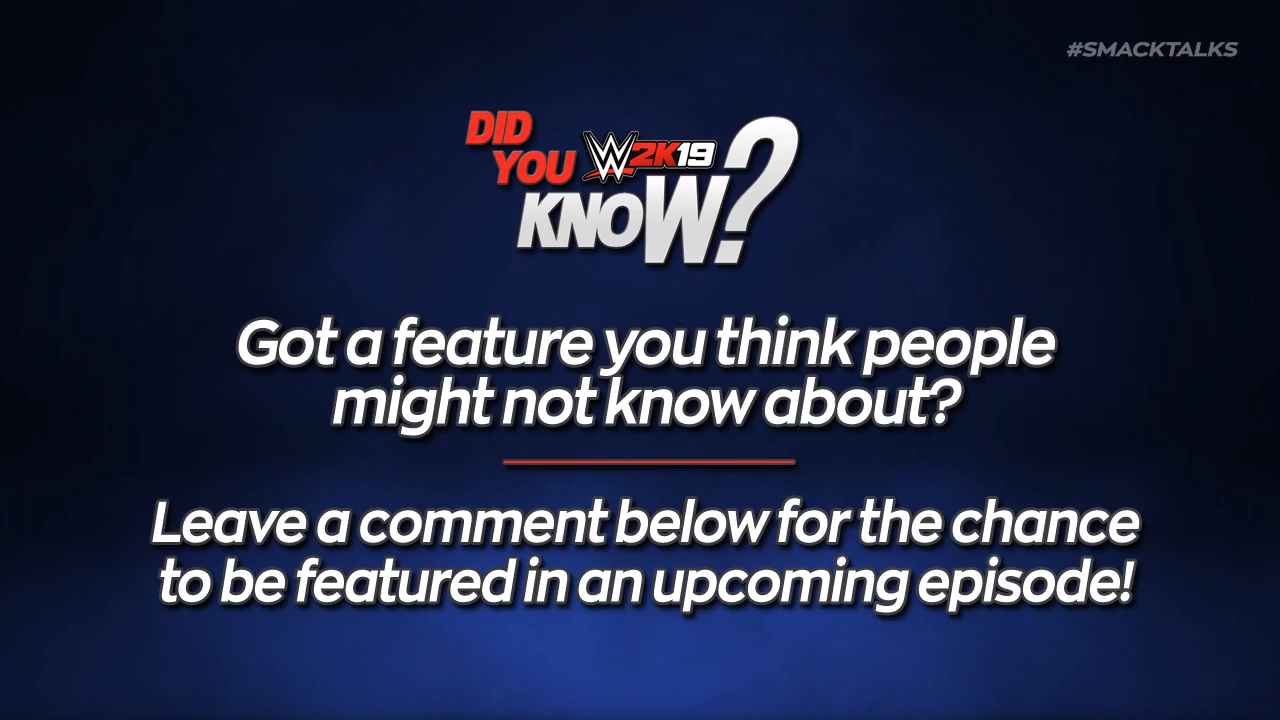 #SMACKTALKS
DID
YOU W 2K19
KNOW?
Got a feature you think people
might not know about?
Leave a comment below for the chance
to be featured in an upcoming episode!